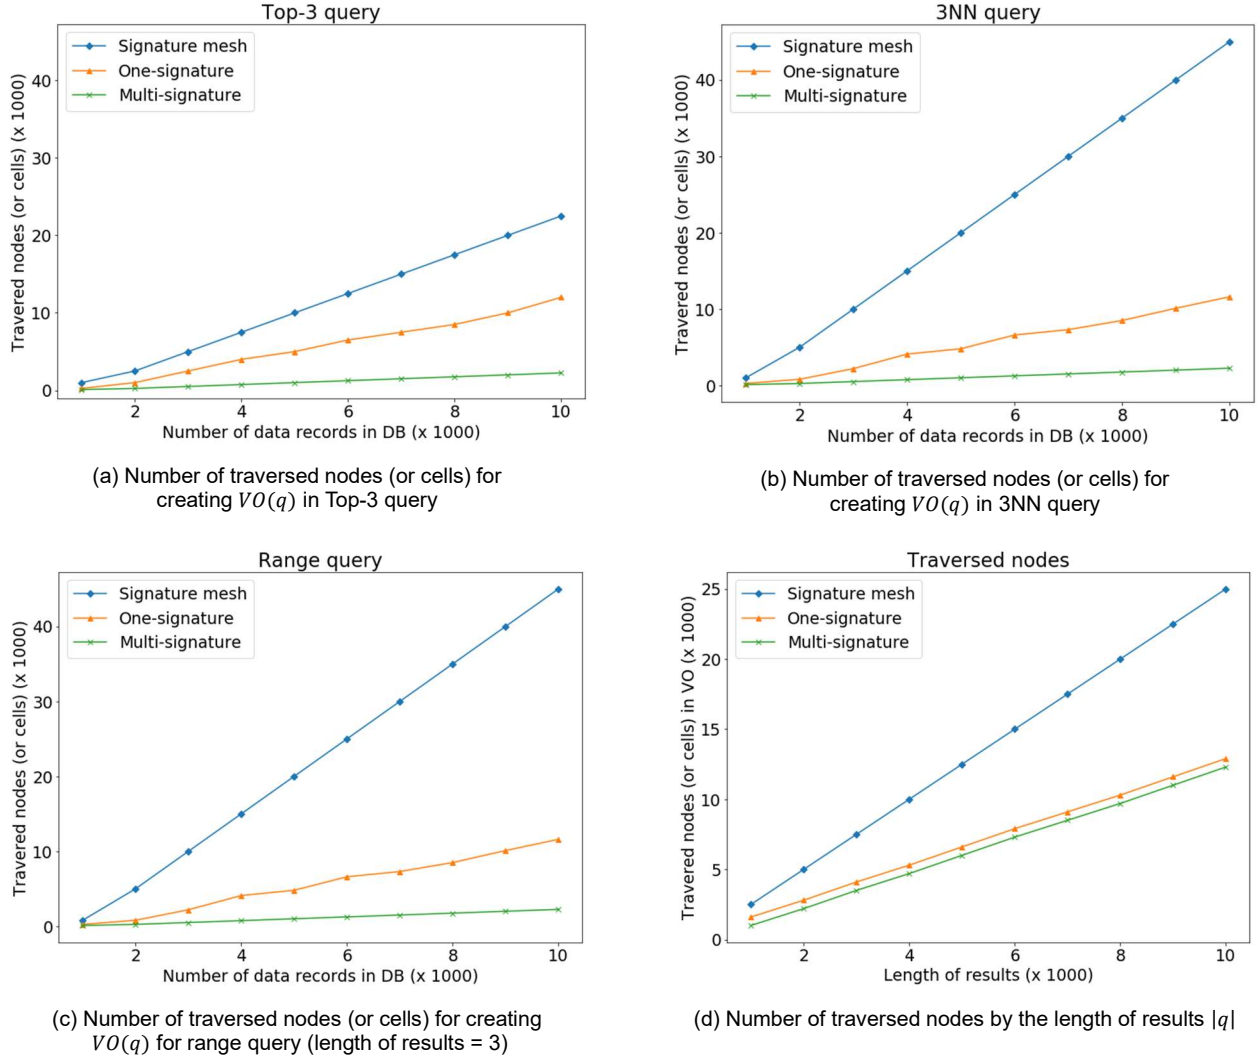 Top-3 query
Signature mesh
One-signature
Multi-signature
Travered nodes (or cells) (x 1000)
40
30
20
10
0
2 4 6 8 10
Number of data records in DB (x 1000)
(a) Number of traversed nodes (or cells) for
creating VO(q) in Top-3 query
3NN query
Signature mesh
One-signature
Multi-signature
Travered nodes (or cells) (x 1000)
40
30
20
10
0
2 4 6 8 10
Number of data records in DB (x 1000)
(b) Number of traversed nodes (or cells) for
creating VO(q) in 3NN query
Range query
Signature mesh
One-signature
Multi-signature
Travered nodes (or cells) (x 1000)
40
30
20
10
0
2 4 6 8 10
Number of data records in DB (x 1000)
(c) Number of traversed nodes (or cells) for creating
VO(q) for range query (length of results = 3)
Traversed nodes
Signature mesh
One-signature
Multi-signature
Travered nodes (or cells) in VO (x 1000)
25
20
15
10
5
0
2 4 6 8 10
Length of results (x 1000)
(d) Number of traversed nodes by the length of results |q|